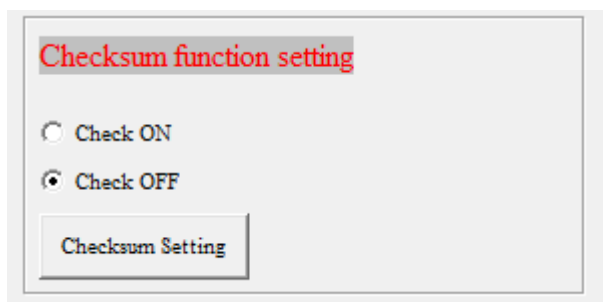 Checksum function setting
Check ON
Check OFF
Checksum Setting